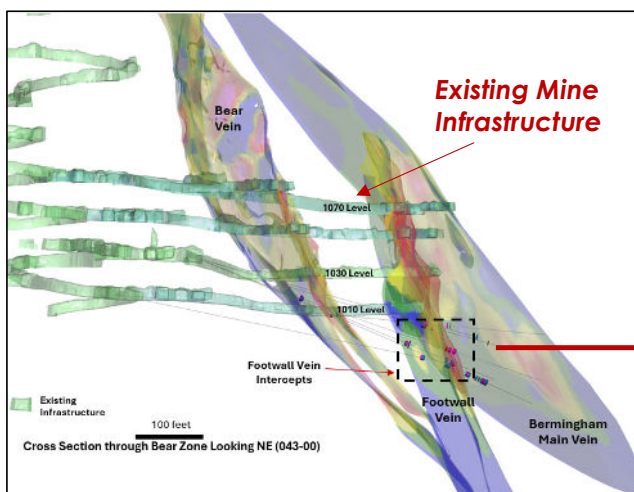 Existing Mine
Infrastructure
Bear
Vein
1070 Level
1030 Level
1010 Level
Footwall Vein
Intercepts
Footwall
Vein
Bermingham
Main Vein
Existing
Infrastructure
100 feet
Cross Section through Bear Zone Looking NE (043-00)